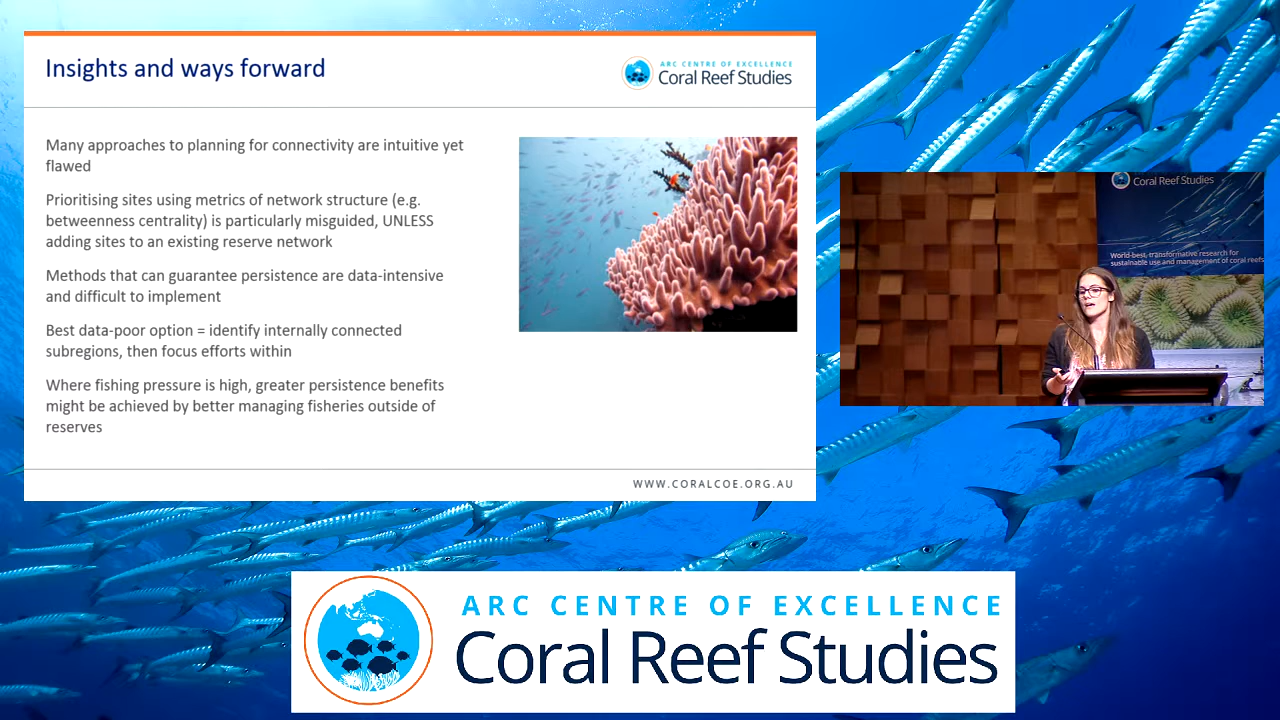 Insights and ways forward
ARC CENTRE OF EXCELLENCE
Coral Reef Studies
Many approaches to planning for connectivity are intuitive yet
flawed
Prioritising sites using metrics of network structure (e.g.
betweenness centrality) is particularly misguided, UNLESS
adding sites to an existing reserve network
Methods that can guarantee persistence are data-intensive
and difficult to implement
Best data-poor option = identify internally connected
subregions, then focus efforts within
Where fishing pressure is high, greater persistence benefits
might be achieved by better managing fisheries outside of
reserves
WWW.CORALCOE.ORG.AU
Coral Reef Studies
World-best, transformative research for
sustainable use and management of coral reefs
ARC CENTRE OF EXCELLENCE
Coral Reef Studies